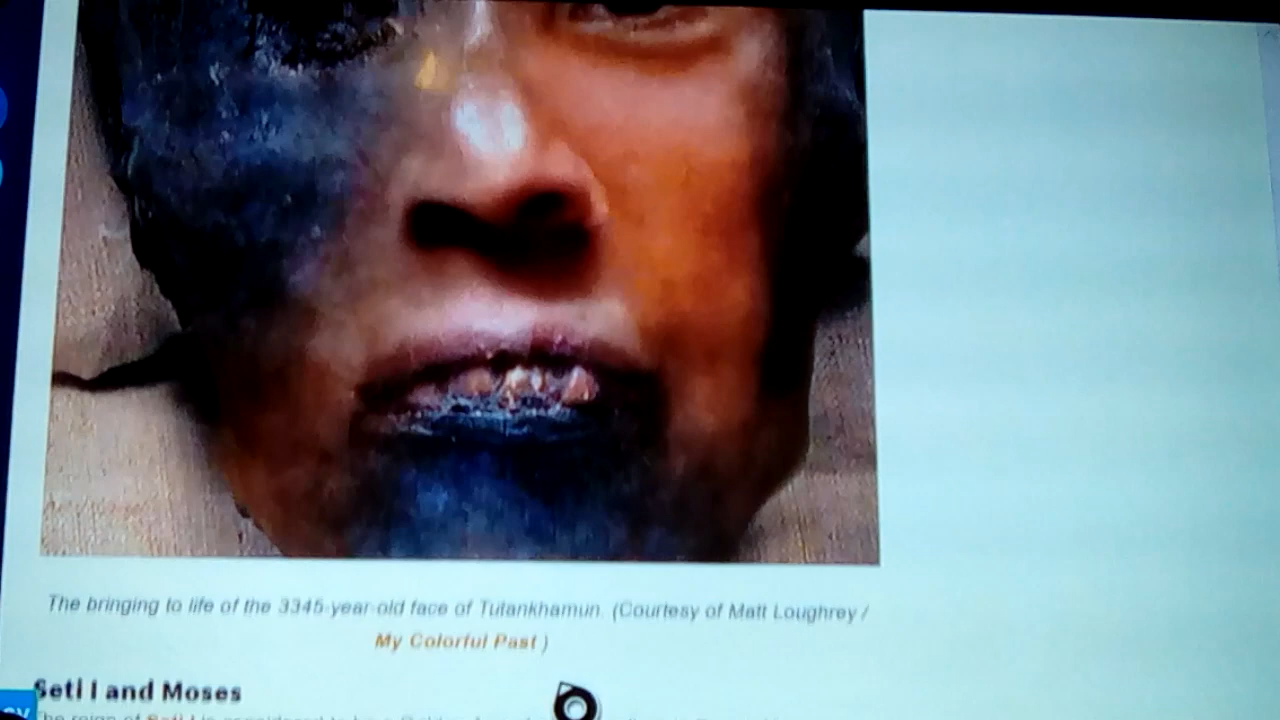 The bringing to life of the 3345-year-old face of Tutankhamun. (Courtesy of Matt Loughrey /
My Colorful Past )
Seti I and Moses